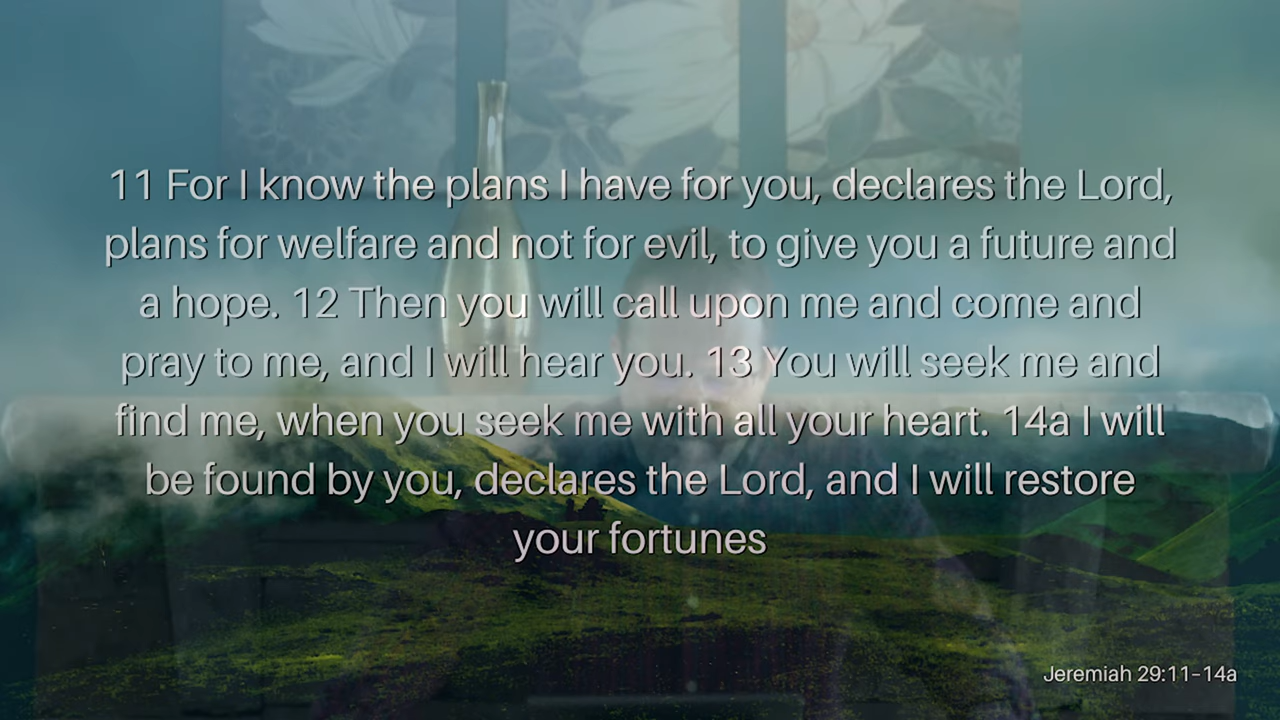 11 For I know the plans I have for you, declares the Lord,
plans for welfare and not for evil, to give you a future and
a hope. 12 Then you will call upon me and come and
pray to me, and I will hear you. 13 You will seek me and
find me, when you seek me with all your heart. 14a I will
be found by you, declares the Lord, and I will restore
your fortunes
Jeremiah 29:11–14a